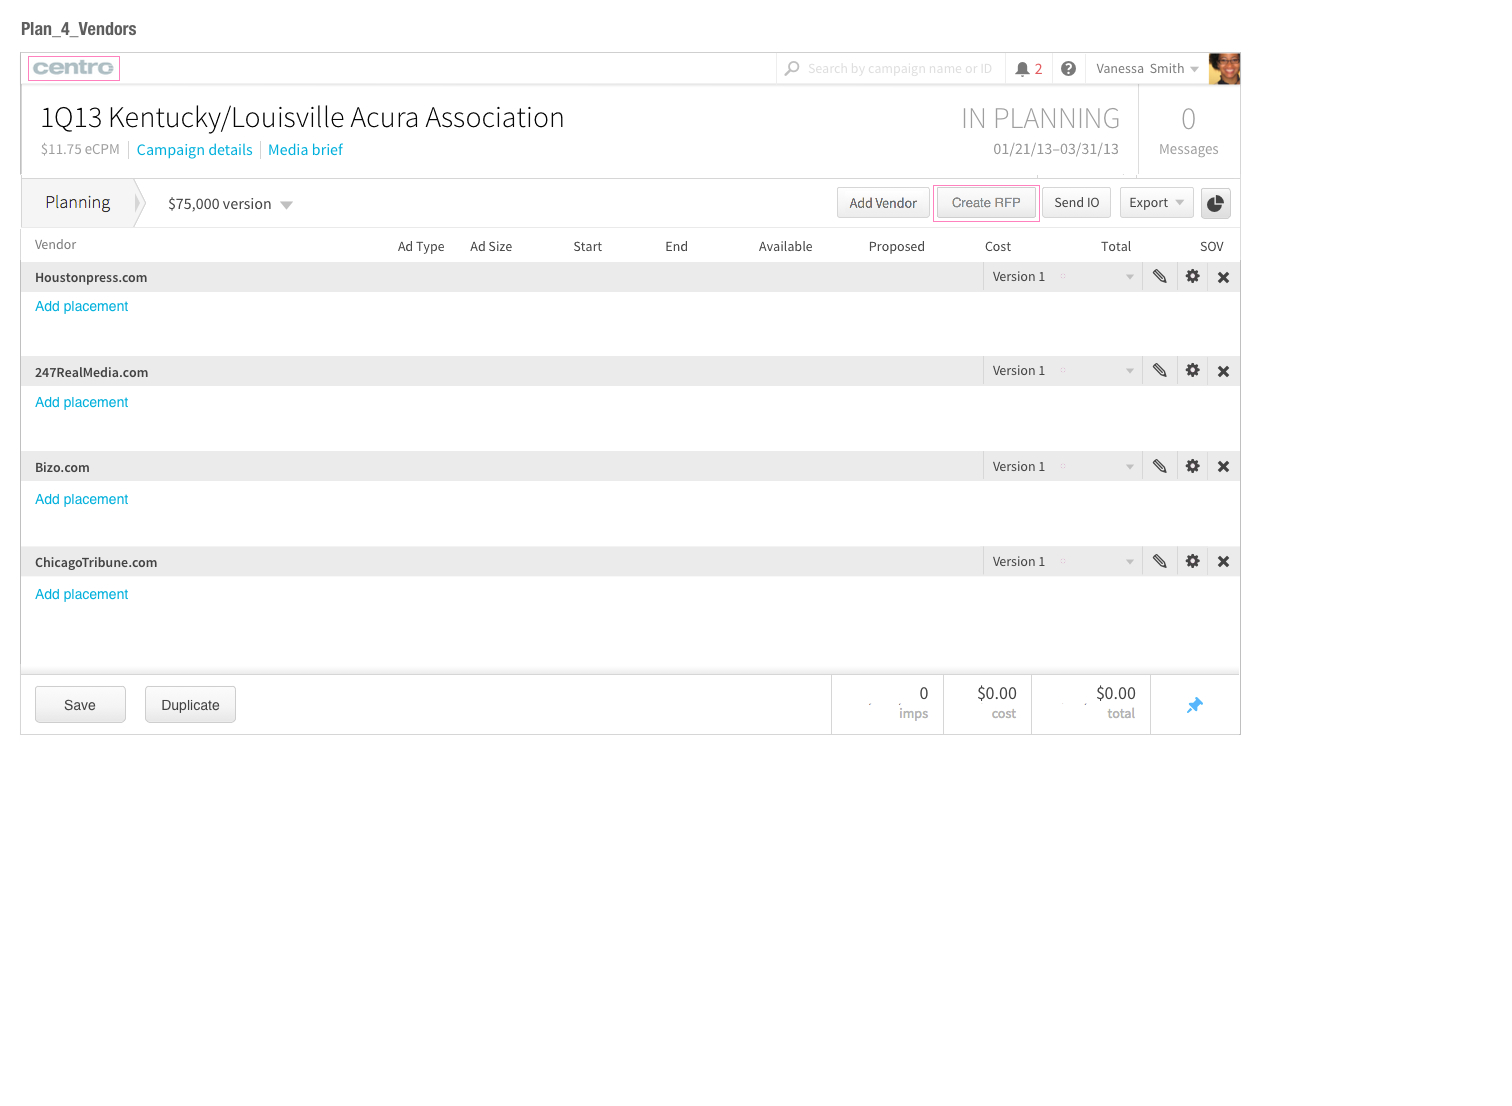 Plan_4_Vendors
centro
Search by campaign name or ID
2
?
Vanessa Smith
1Q13 Kentucky/Louisville Acura Association
IN PLANNING
0
$11.75 eCPM
Campaign details
Media brief
01/21/13–03/31/13
Messages
Planning
$75,000 version
Add Vendor
Create RFP
Send IO
Export
Vendor
Ad Type
Ad Size
Start
End
Available
Proposed
Cost
Total
SOV
Houstonpress.com
Version 1
Add placement
247RealMedia.com
Version 1
Add placement
Bizo.com
Version 1
Add placement
ChicagoTribune.com
Version 1
Add placement
Save
Duplicate
0
imps
$0.00
cost
$0.00
total